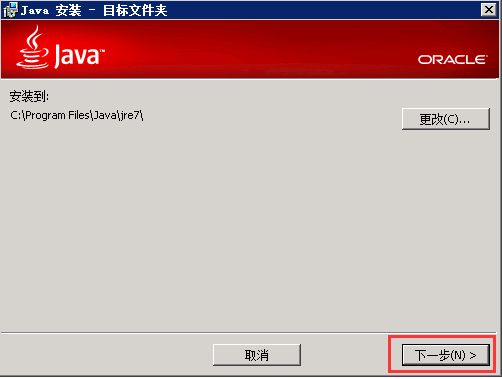 Java 安装 - 目标文件夹
Java™
ORACLE®
安装到:
C:\Program Files\Java\jre7\
更改(C)...
取消
下一步(N) >